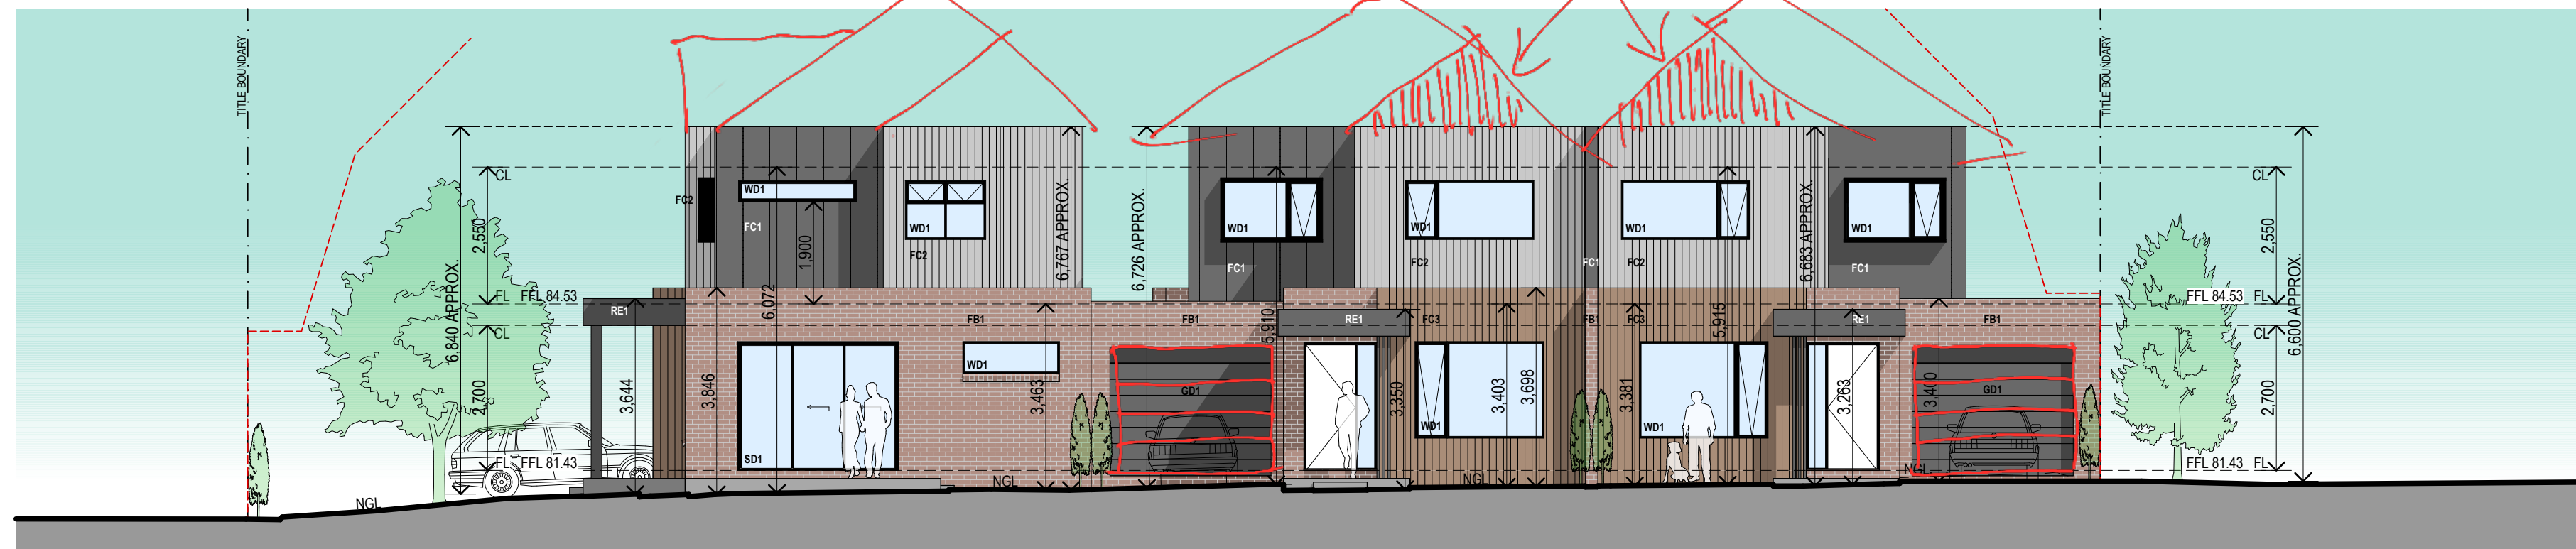 TITLE BOUNDARY
TITLE BOUNDARY
CL
2,550
6,840 APPROX.
FL FFL 84.53
CL
2,700
FL FFL 81.43
NGL
RE1
3,644
3,846
FC2
WD1
FC1
1,900
6,072
WD1
FC2
6,767 APPROX.
6,726 APPROX.
FB1
WD1
3,463
SD1
NGL
FB1
GD1
5,910
WD1
FC1
RE1
3,350
WD1
FC2
FC3
WD1
3,403
3,698
NGL
FC1
FB1
WD1
FC2
FC3
3,381
WD1
5,915
6,683 APPROX.
WD1
FC1
RE1
3,263
3,400
FB1
GD1
NGL
CL
2,550
FFL 84.53 FL
CL
6,600 APPROX.
2,700
FFL 81.43 FL